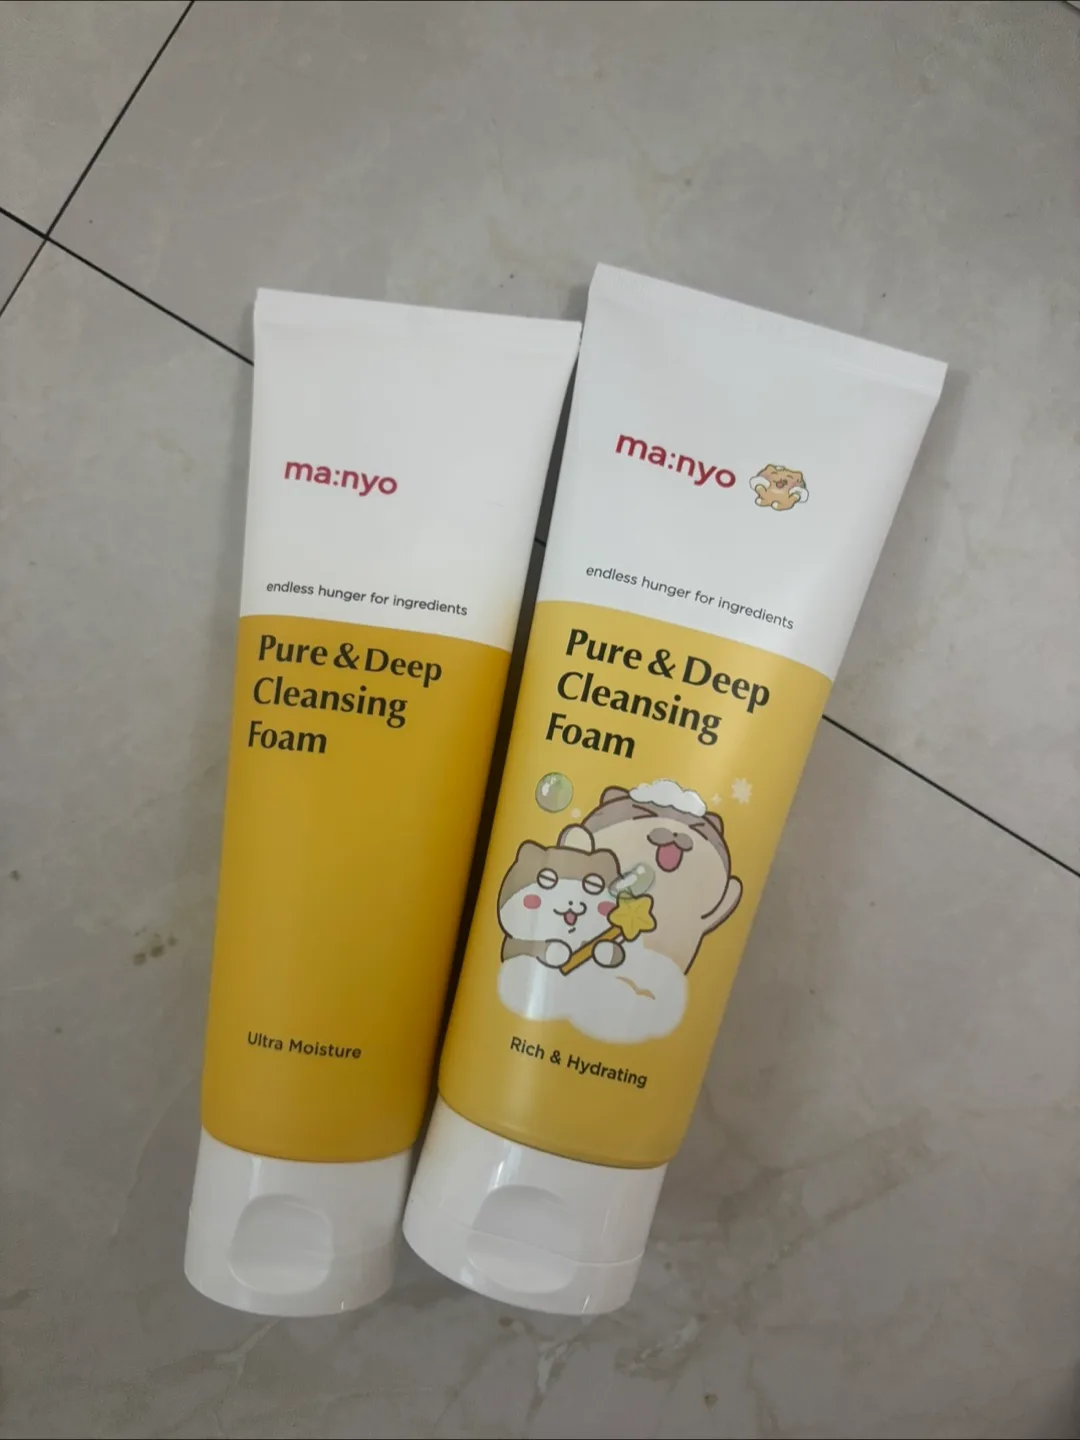 ma:nyo
endless hunger for ingredients
Pure & Deep
Cleansing
Foam
Ultra Moisture
ma:nyo
endless hunger for ingredients
Pure & Deep
Cleansing
Foam
Rich & Hydrating